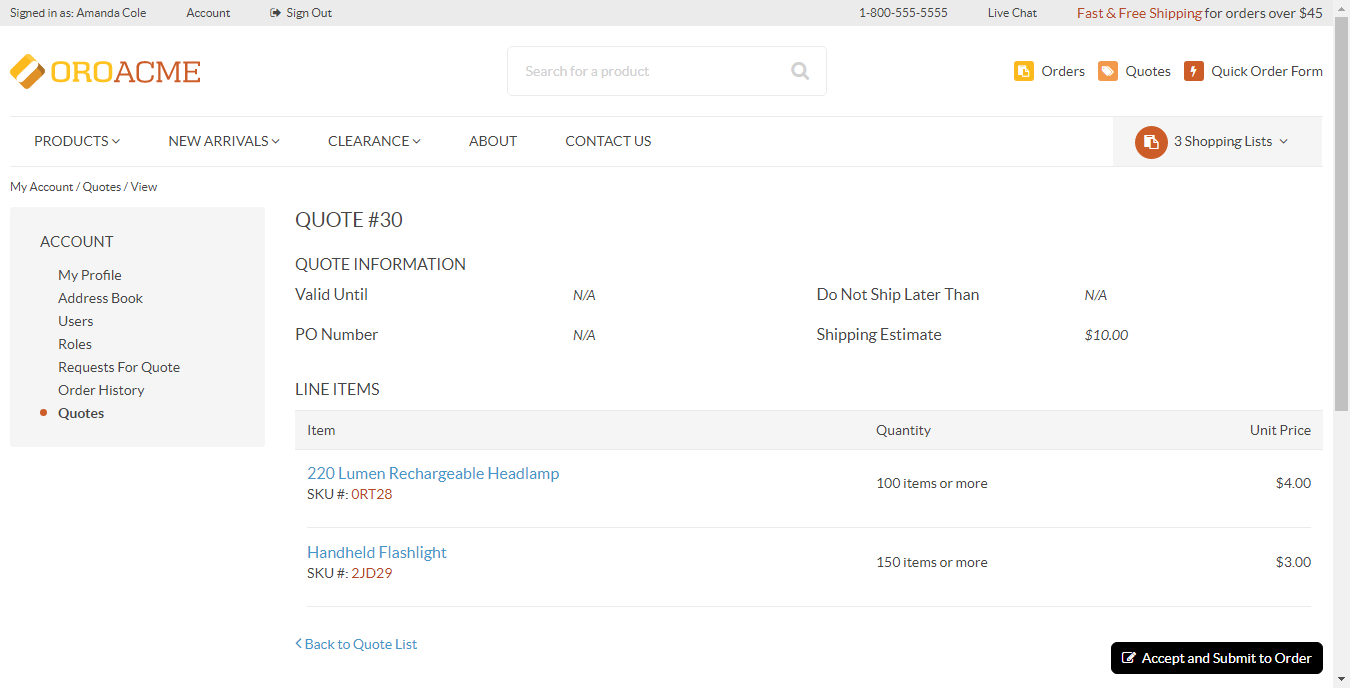 Signed in as: Amanda Cole Account Sign Out 1-800-555-5555 Live Chat Fast & Free Shipping for orders over $45
OROACME Search for a product Orders Quotes Quick Order Form
PRODUCTS NEW ARRIVALS CLEARANCE ABOUT CONTACT US 3 Shopping Lists
My Account / Quotes / View
ACCOUNT
My Profile
Address Book
Users
Roles
Requests For Quote
Order History
Quotes
QUOTE #30
QUOTE INFORMATION
Valid Until N/A Do Not Ship Later Than N/A
PO Number N/A Shipping Estimate $10.00
LINE ITEMS
Item Quantity Unit Price
220 Lumen Rechargeable Headlamp
SKU #: 0RT28 100 items or more $4.00
Handheld Flashlight
SKU #: 2JD29 150 items or more $3.00
Back to Quote List
Accept and Submit to Order